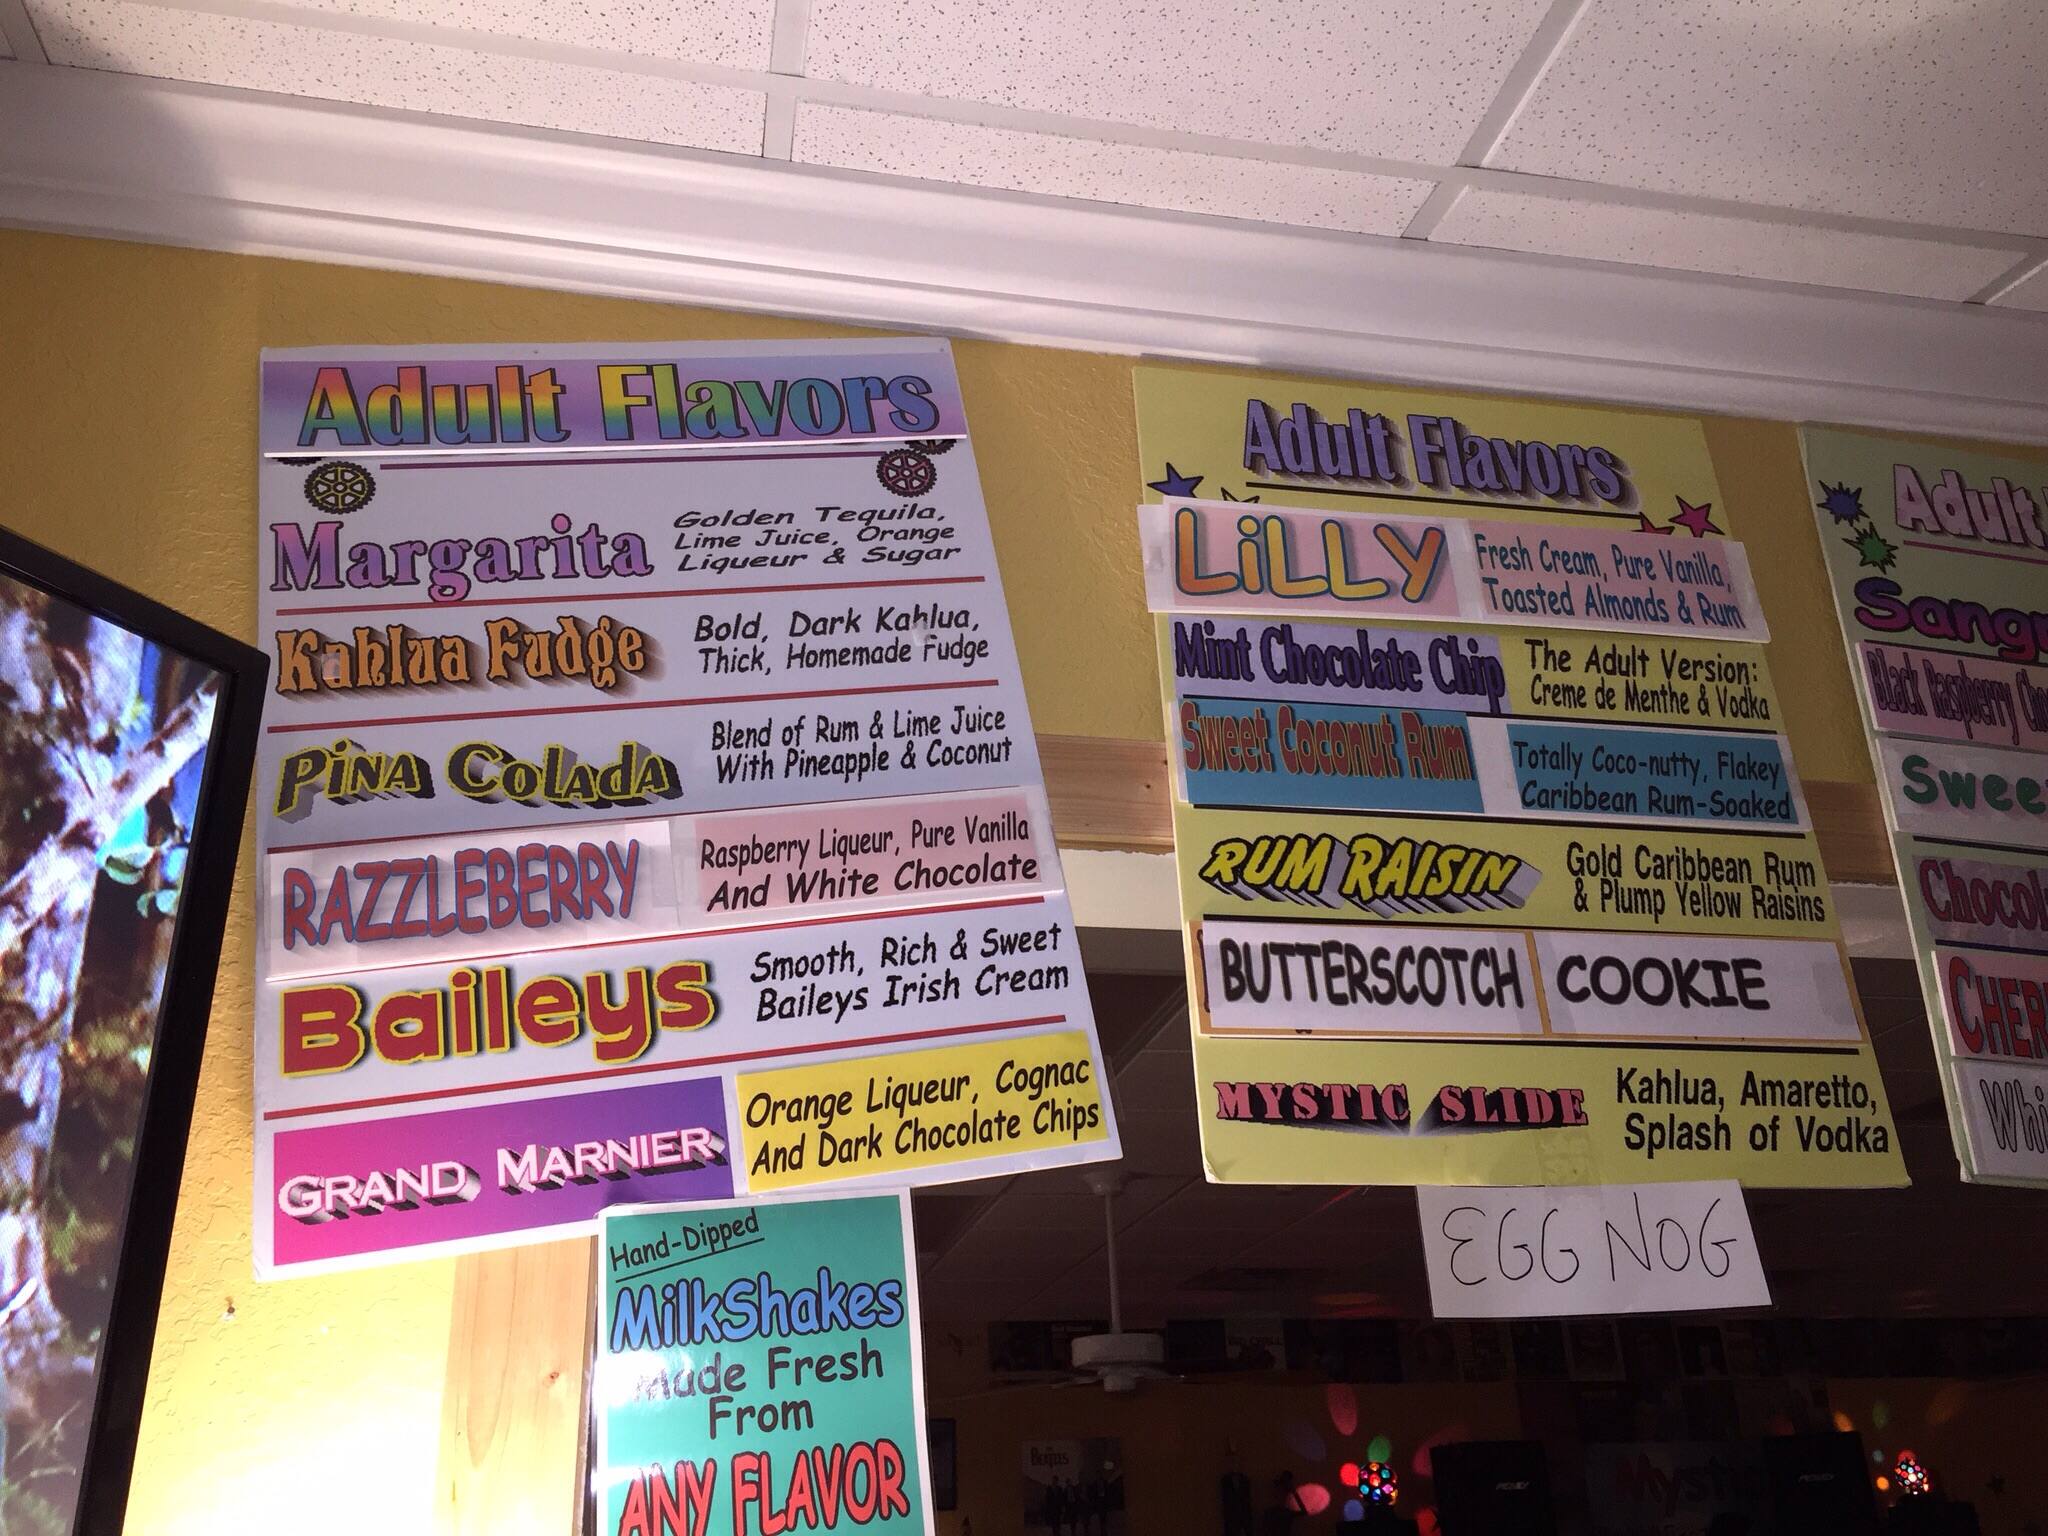 Adult Flavors
Margarita
Golden Tequila,
Lime Juice, Orange
Liqueur & Sugar
Kahlua Fudge
Bold, Dark Kahlua,
Thick, Homemade Fudge
Pina Colada
Blend of Rum & Lime Juice
With Pineapple & Coconut
RAZZLEBERRY
Raspberry Liqueur, Pure Vanilla
And White Chocolate
Baileys
Smooth, Rich & Sweet
Baileys Irish Cream
GRAND MARNIER
Orange Liqueur, Cognac
And Dark Chocolate Chips
Hand-Dipped
MilkShakes
Made Fresh
From
ANY FLAVOR
Adult Flavors
LiLLY
Fresh Cream, Pure Vanilla,
Toasted Almonds & Rum
Mint Chocolate Chip
The Adult Version:
Creme de Menthe & Vodka
Sweet Coconut Rum
Totally Coco-nutty, Flakey
Caribbean Rum-Soaked
RUM RAISIN
Gold Caribbean Rum
& Plump Yellow Raisins
BUTTERSCOTCH COOKIE
MYSTIC SLIDE
Kahlua, Amaretto,
Splash of Vodka
EGG NOG
Adult
Black Raspberry
BEATLES